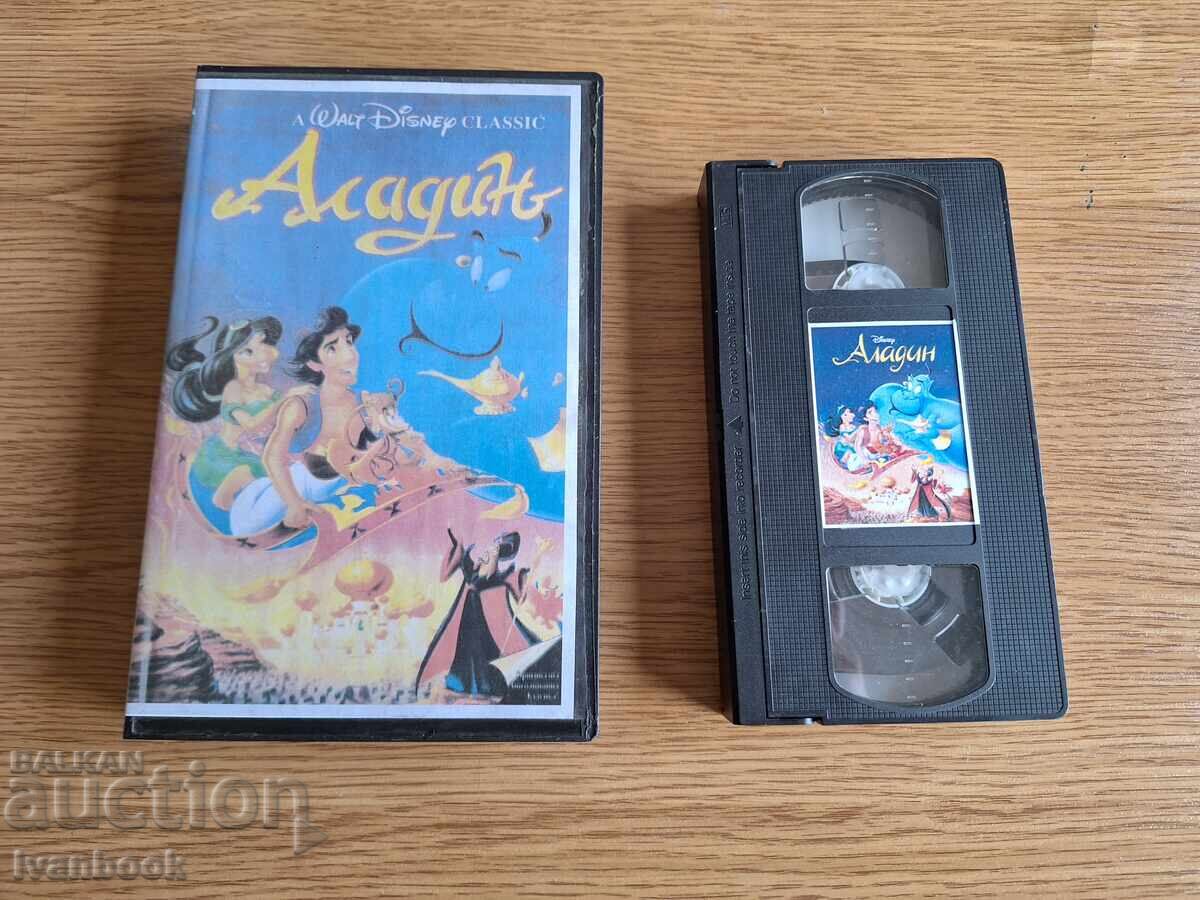 A WALT DISNEY CLASSIC
Аладинъ
Disney
Аладин
Do not touch the tape inside
Insert this side into recorder
BALKAN
auction
Ivanbook